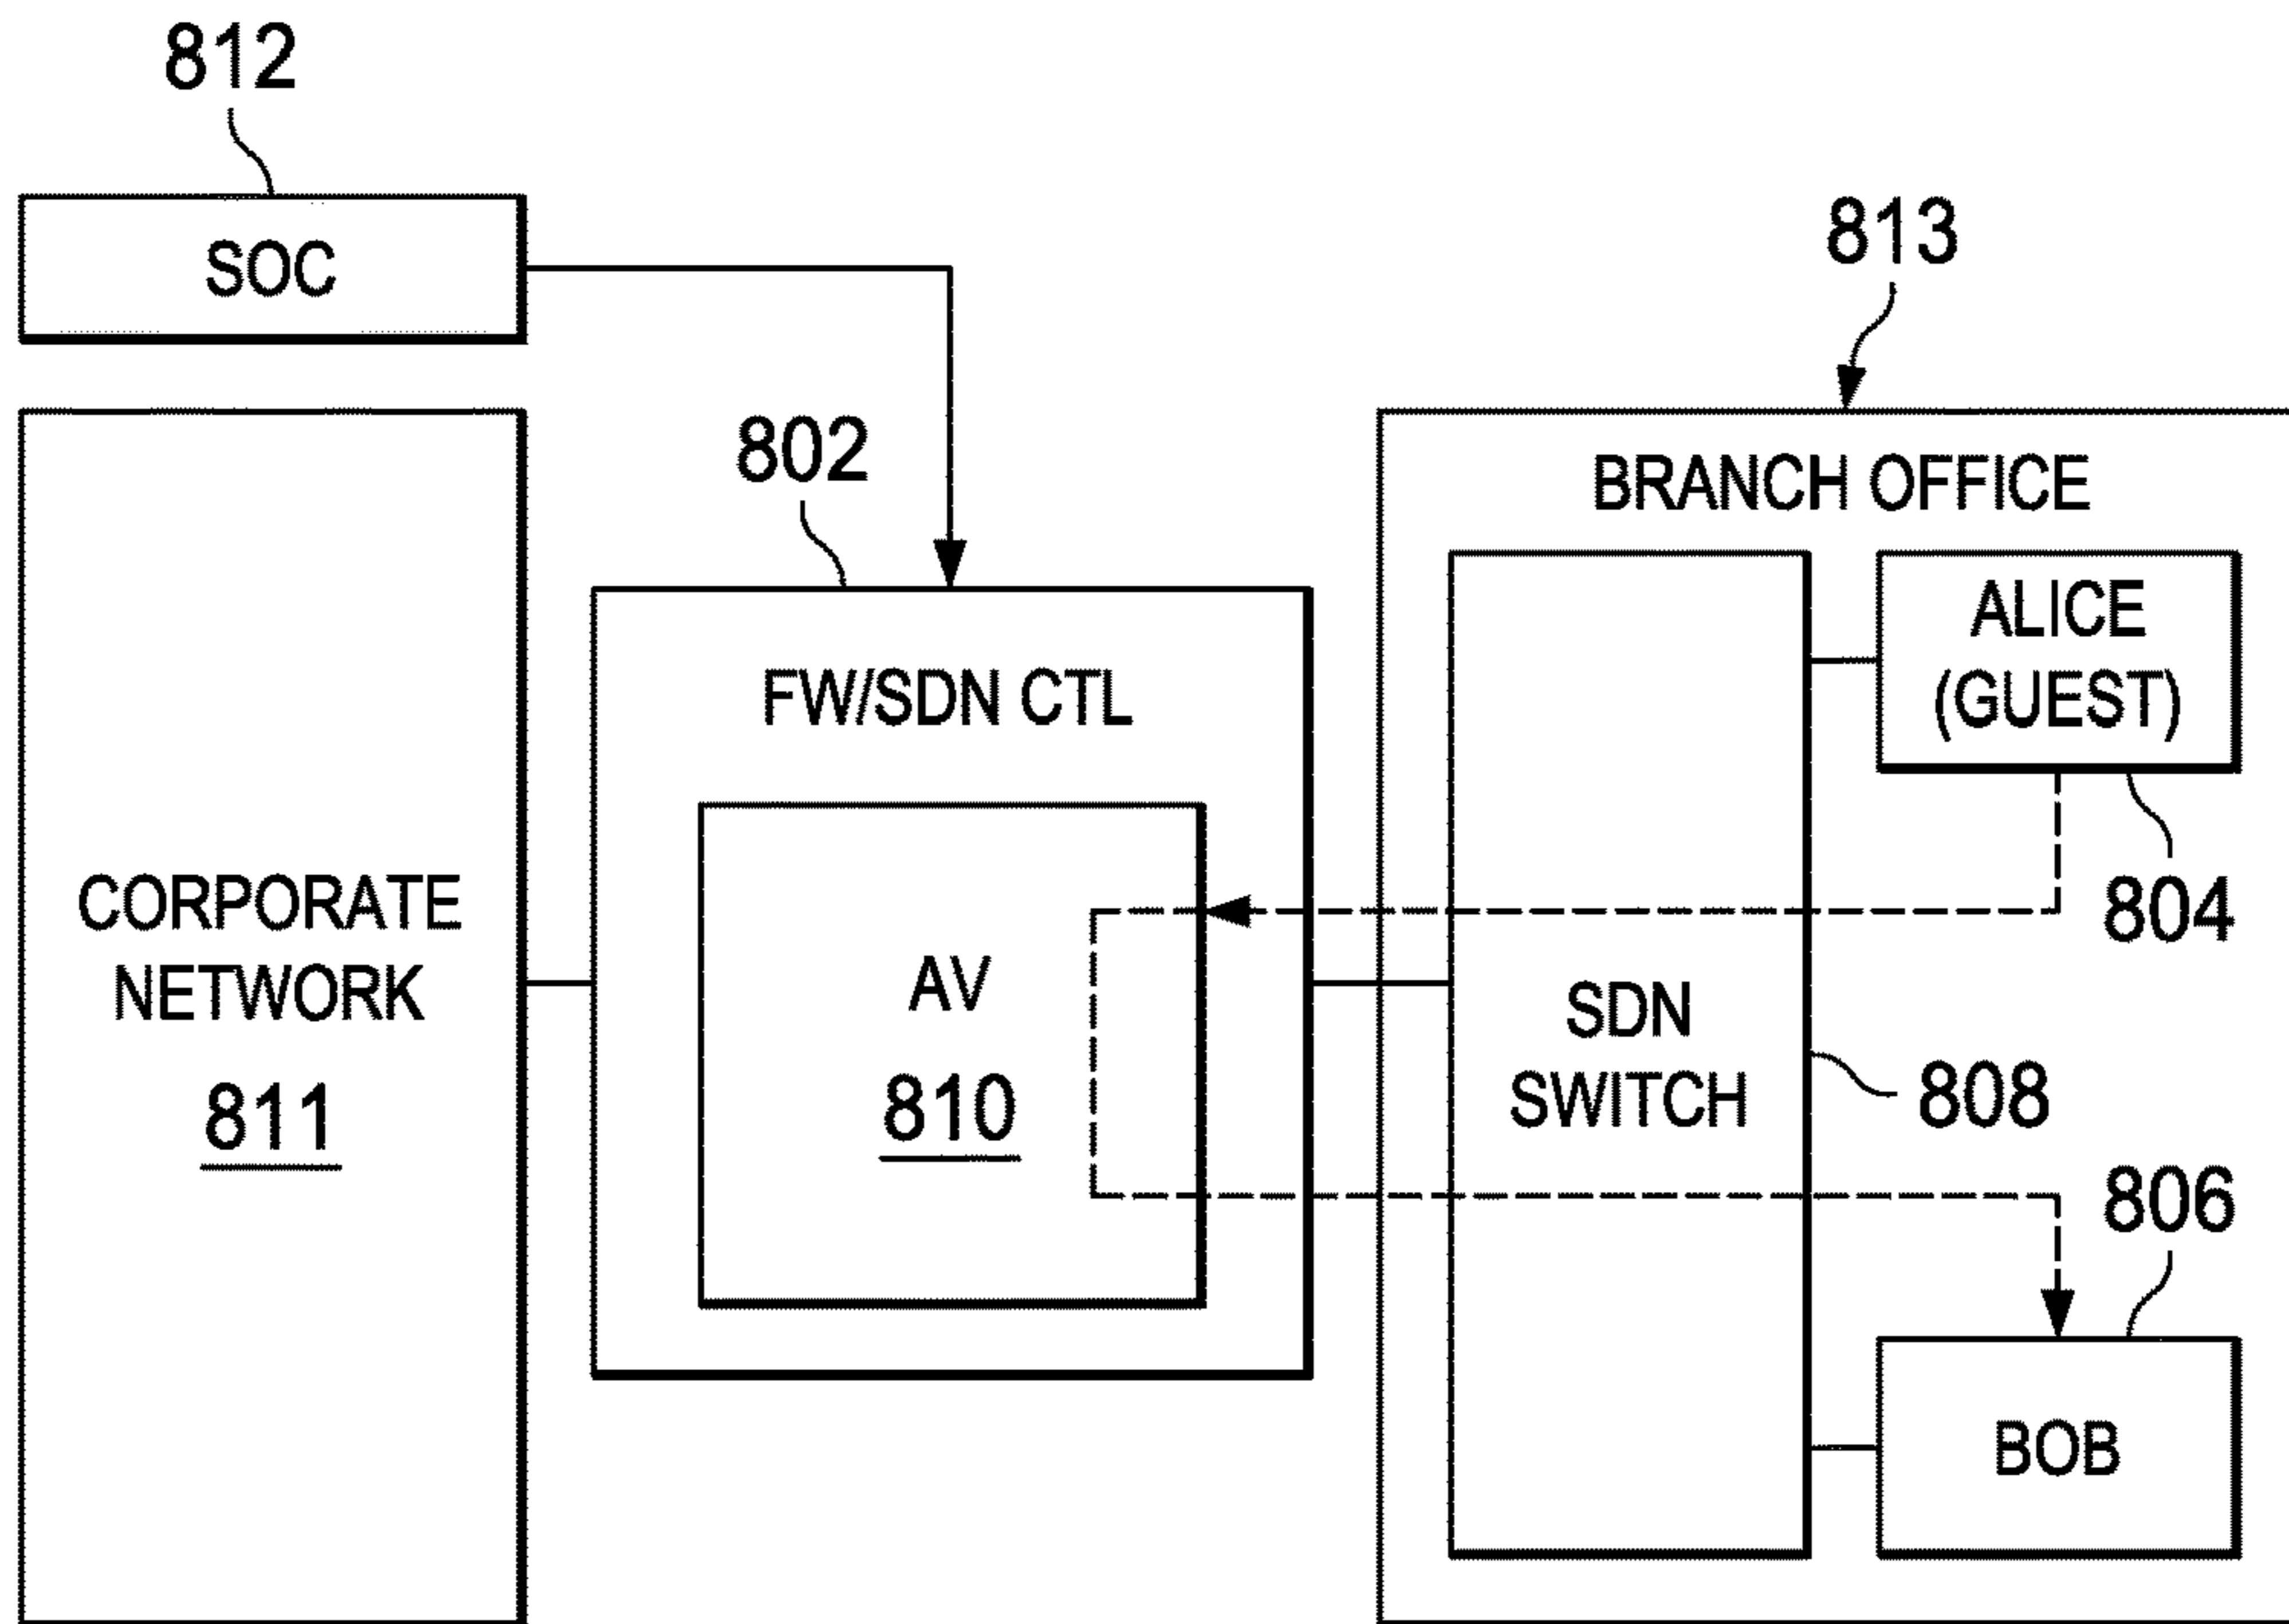 812
SOC
813
802
BRANCH OFFICE
FW/SDN CTL
ALICE
(GUEST)
804
CORPORATE
NETWORK
811
AV
810
SDN
SWITCH
808
806
BOB